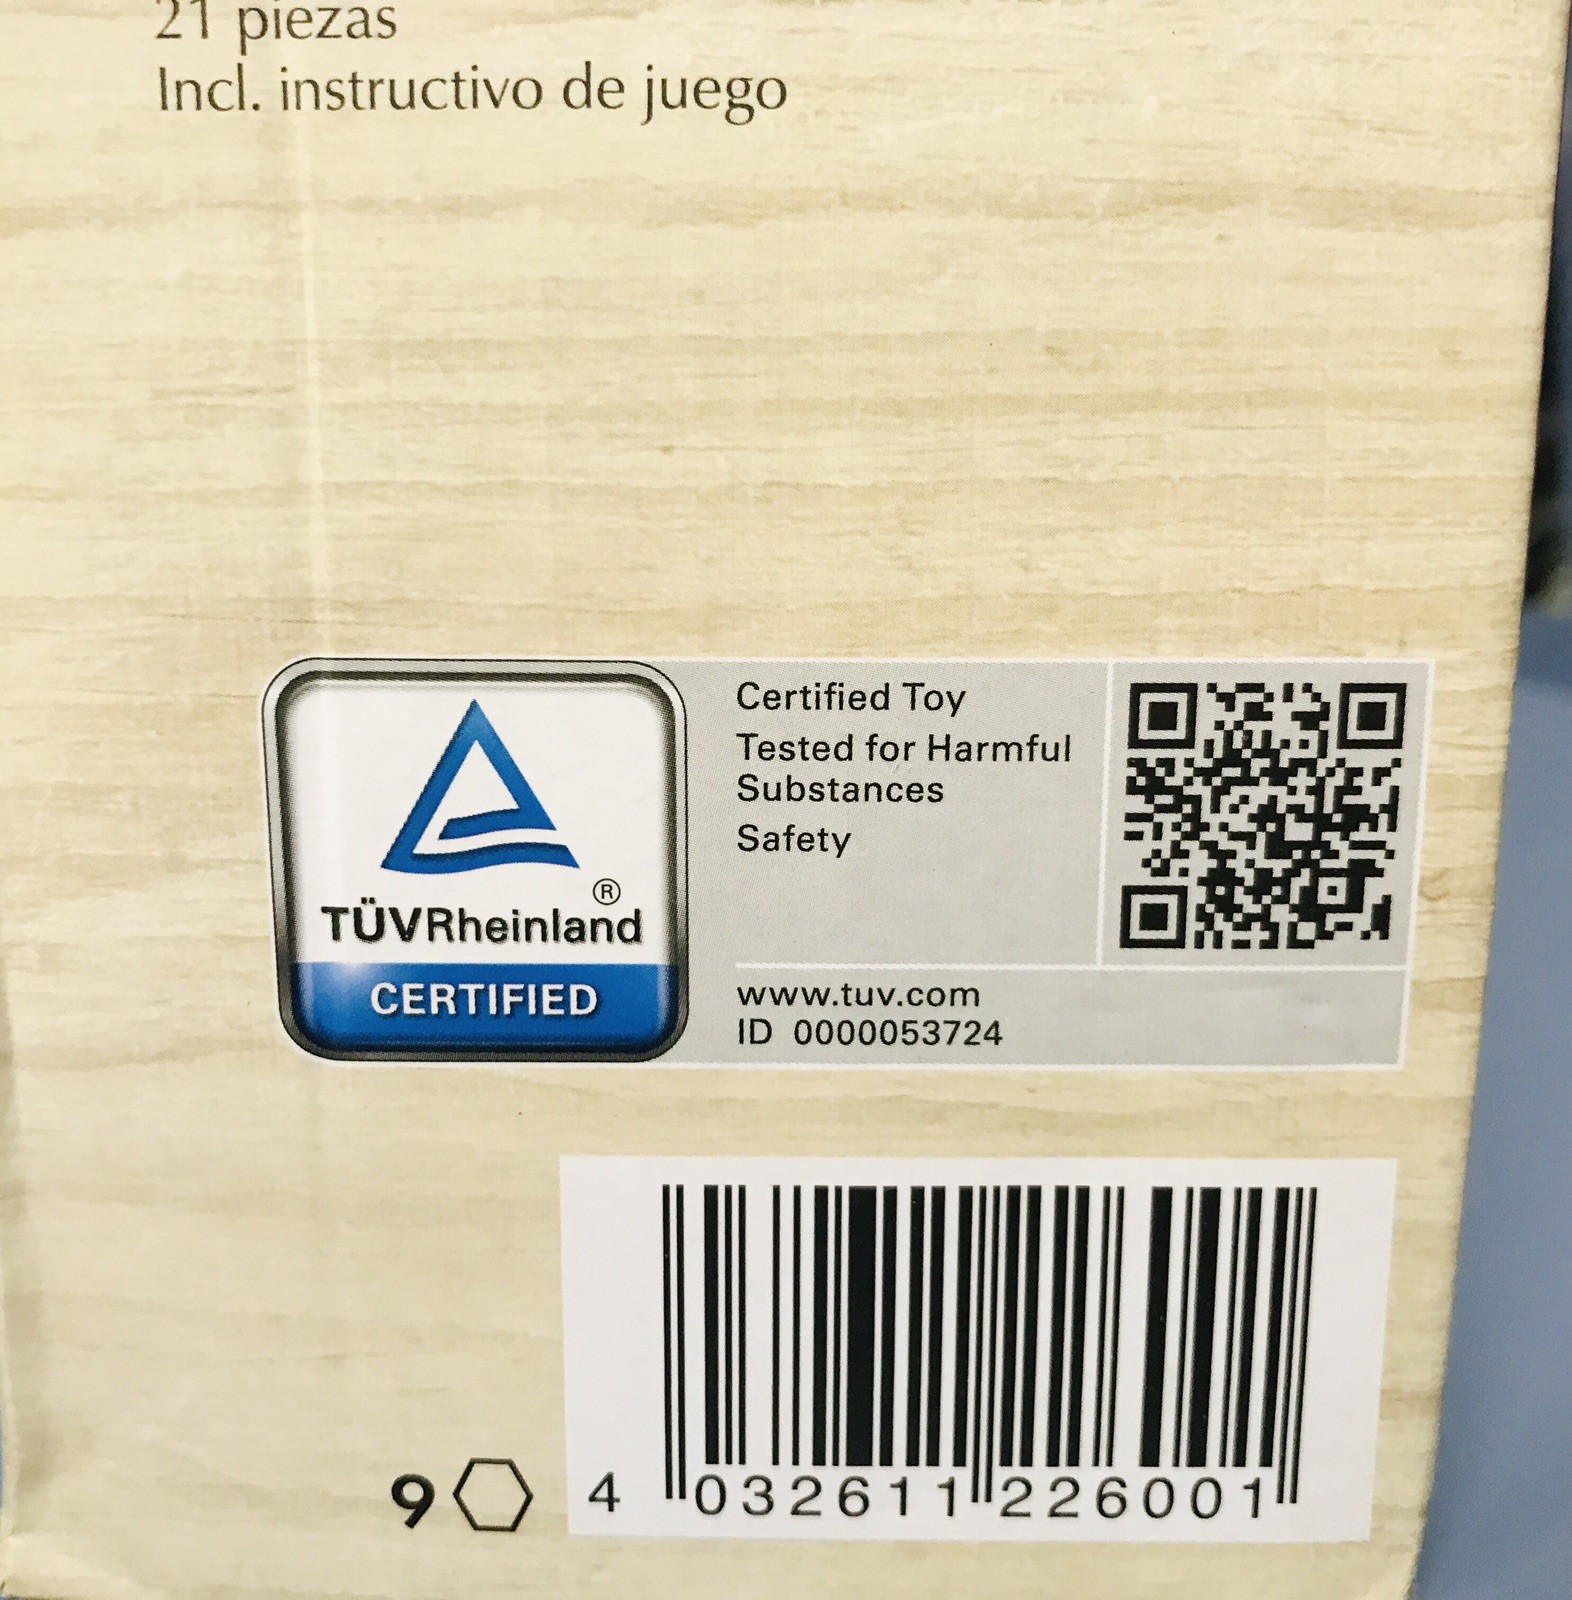 21 piezas
Incl. instructivo de juego
Certified Toy
Tested for Harmful
Substances
Safety
®
TÜVRheinland
CERTIFIED
www.tuv.com
ID 0000053724
9
4 032611 226001